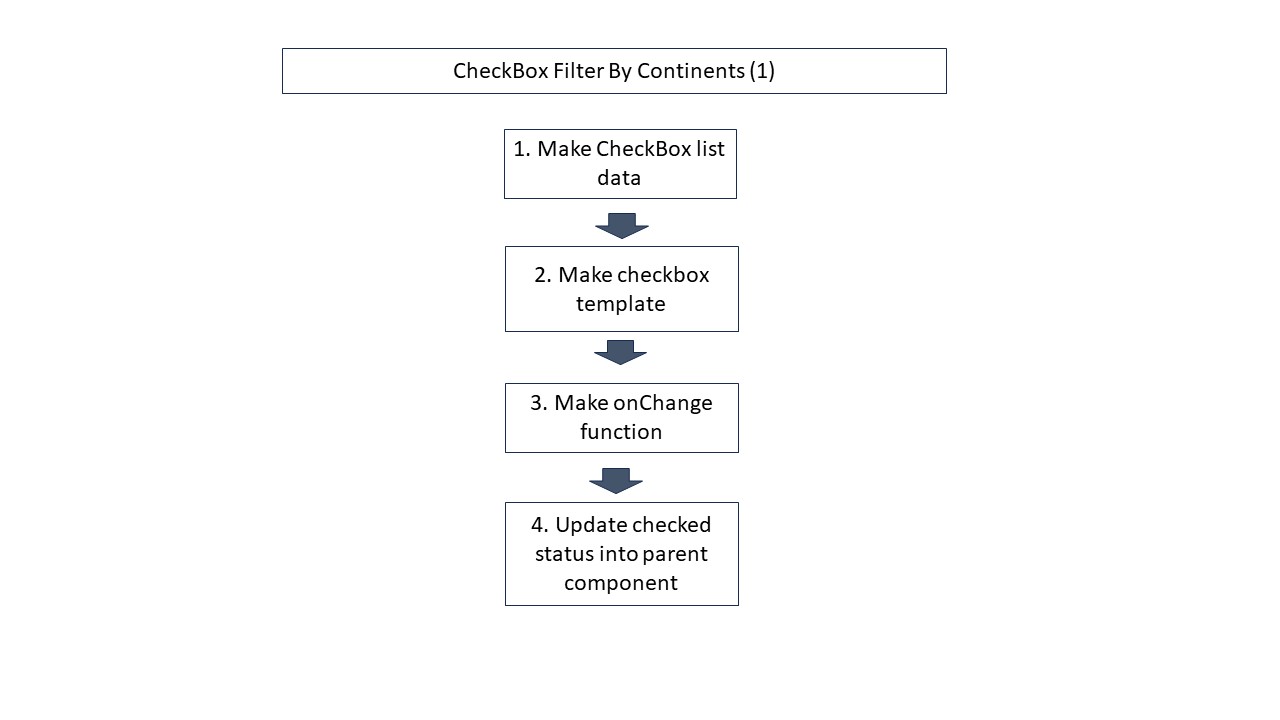 CheckBox Filter By Continents (1)
1. Make CheckBox list
data
2. Make checkbox
template
3. Make onChange
function
4. Update checked
status into parent
component